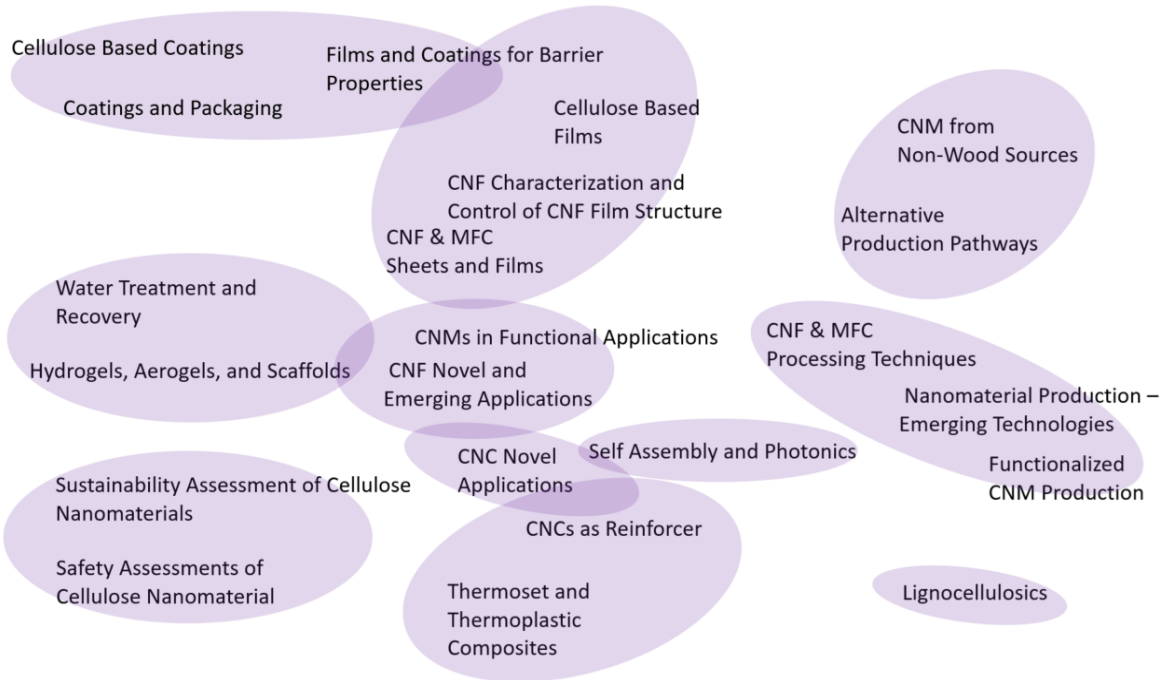 Cellulose Based Coatings
Films and Coatings for Barrier
Properties
Coatings and Packaging
Cellulose Based
Films
CNF Characterization and
Control of CNF Film Structure
CNF & MFC
Sheets and Films
CNM from
Non-Wood Sources
Alternative
Production Pathways
Water Treatment and
Recovery
Hydrogels, Aerogels, and Scaffolds
CNMs in Functional Applications
CNF Novel and
Emerging Applications
CNF & MFC
Processing Techniques
Nanomaterial Production –
Emerging Technologies
Functionalized
CNM Production
CNC Novel
Applications
Self Assembly and Photonics
Sustainability Assessment of Cellulose
Nanomaterials
Safety Assessments of
Cellulose Nanomaterial
CNCs as Reinforcer
Thermoset and
Thermoplastic
Composites
Lignocellulosics